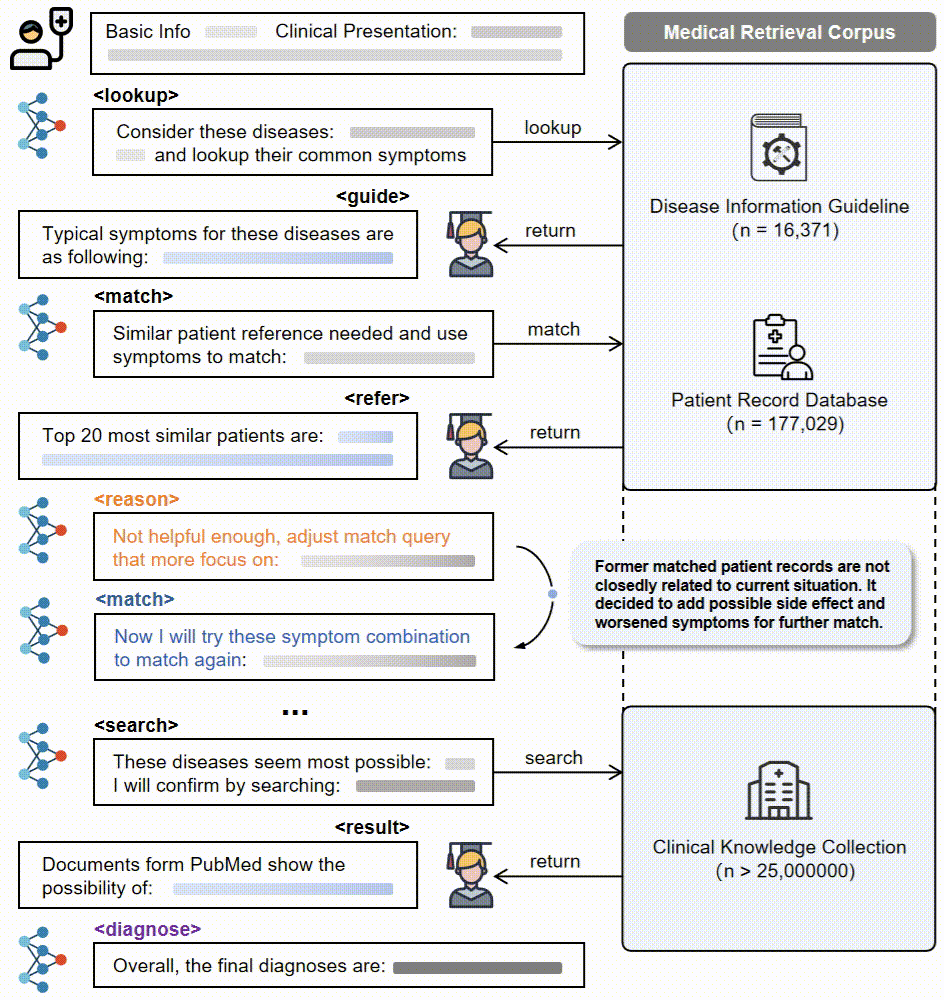 Basic Info Clinical Presentation:
Medical Retrieval Corpus
<lookup>
Consider these diseases:
and lookup their common symptoms
lookup
Disease Information Guideline
(n = 16,371)
<guide>
Typical symptoms for these diseases are
as following:
return
<match>
Similar patient reference needed and use
symptoms to match:
match
Patient Record Database
(n = 177,029)
<refer>
Top 20 most similar patients are:
return
<reason>
Not helpful enough, adjust match query
that more focus on:
Former matched patient records are not
closedly related to current situation. It
decided to add possible side effect and
worsened symptoms for further match.
<match>
Now I will try these symptom combination
to match again:
...
<search>
These diseases seem most possible:
I will confirm by searching:
search
Clinical Knowledge Collection
(n > 25,000000)
<result>
Documents form PubMed show the
possibility of:
return
<diagnose>
Overall, the final diagnoses are: